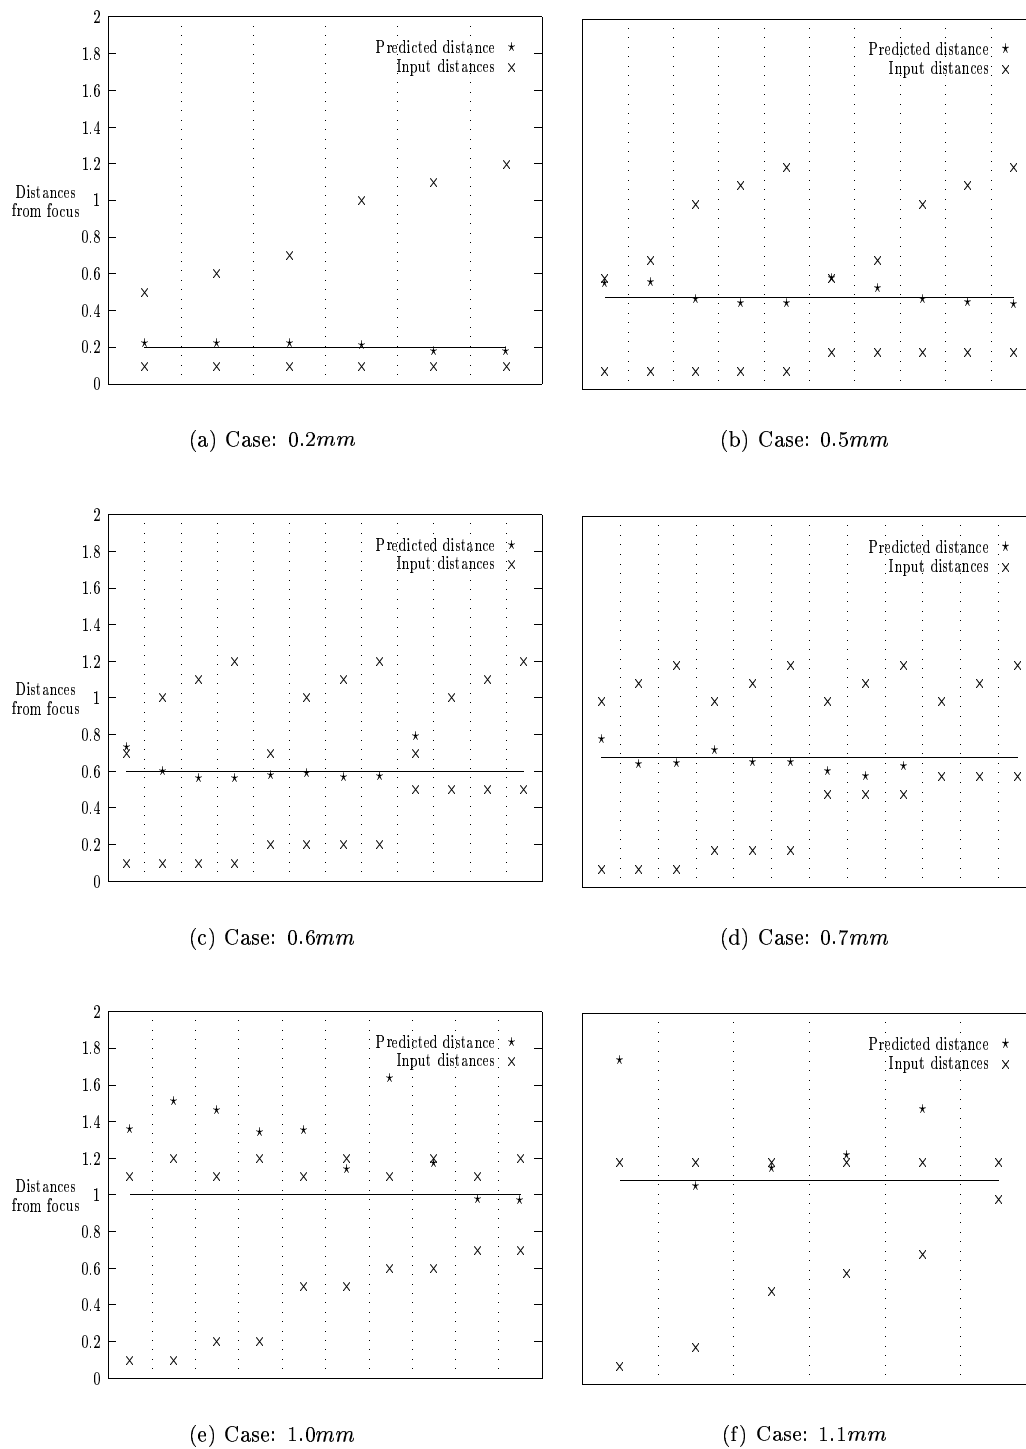 2
1.8
1.6
1.4
1.2
1
0.8
0.6
0.4
0.2
0
Distances
from focus
Predicted distance
Input distances
(a) Case: 0.2mm
Predicted distance
Input distances
(b) Case: 0.5mm
2
1.8
1.6
1.4
1.2
1
0.8
0.6
0.4
0.2
0
Distances
from focus
Predicted distance
Input distances
(c) Case: 0.6mm
Predicted distance
Input distances
(d) Case: 0.7mm
2
1.8
1.6
1.4
1.2
1
0.8
0.6
0.4
0.2
0
Distances
from focus
Predicted distance
Input distances
(e) Case: 1.0mm
Predicted distance
Input distances
(f) Case: 1.1mm